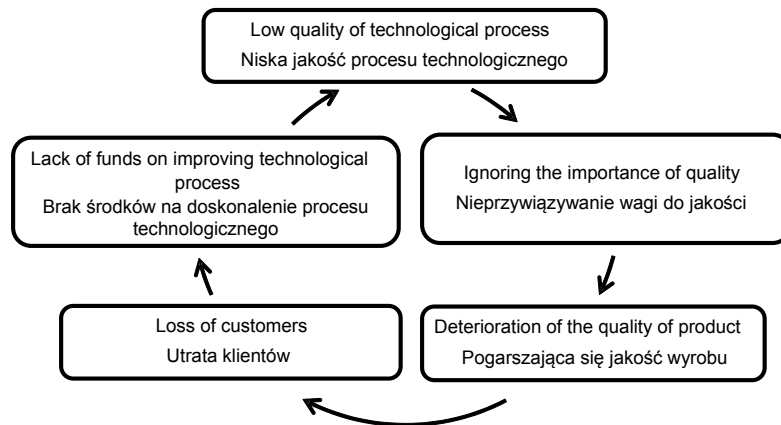 Low quality of technological process
Niska jakość procesu technologicznego
Lack of funds on improving technological
process
Brak środków na doskonalenie procesu
technologicznego
Ignoring the importance of quality
Nieprzywiązywanie wagi do jakości
Loss of customers
Utrata klientów
Deterioration of the quality of product
Pogarszająca się jakość wyrobu